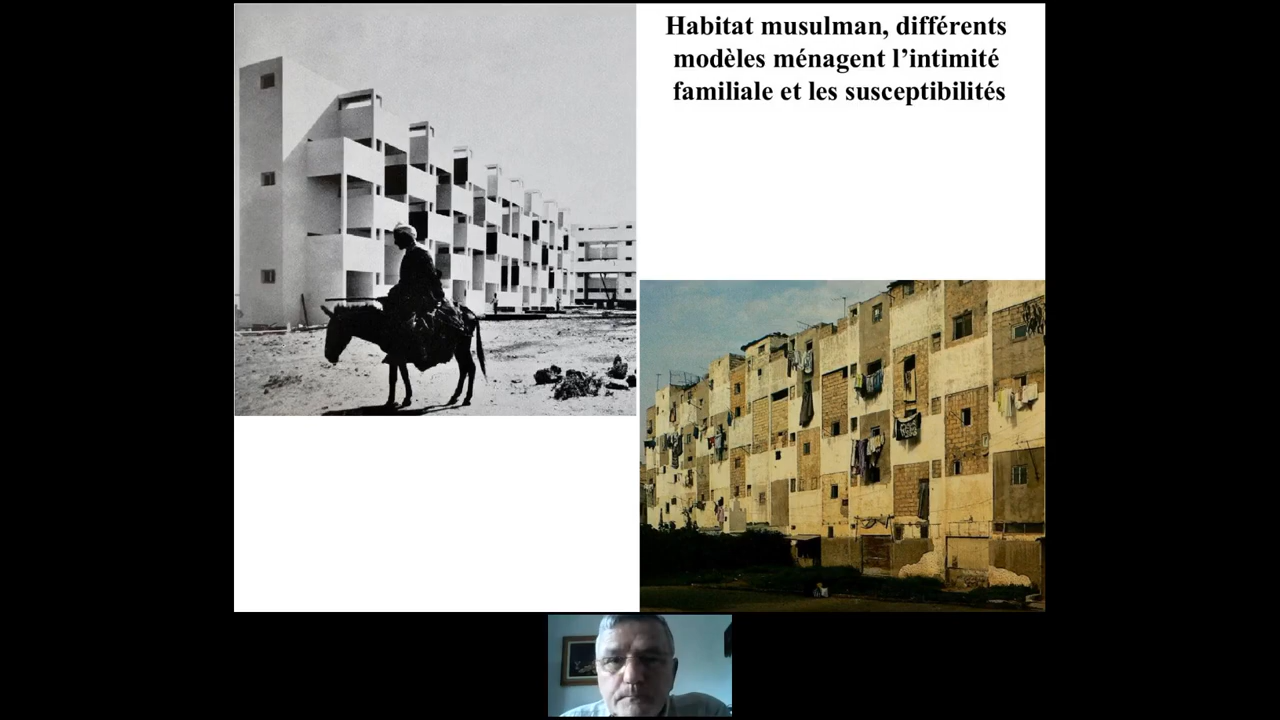 Habitat musulman, différents
modèles ménagent l’intimité
familiale et les susceptibilités